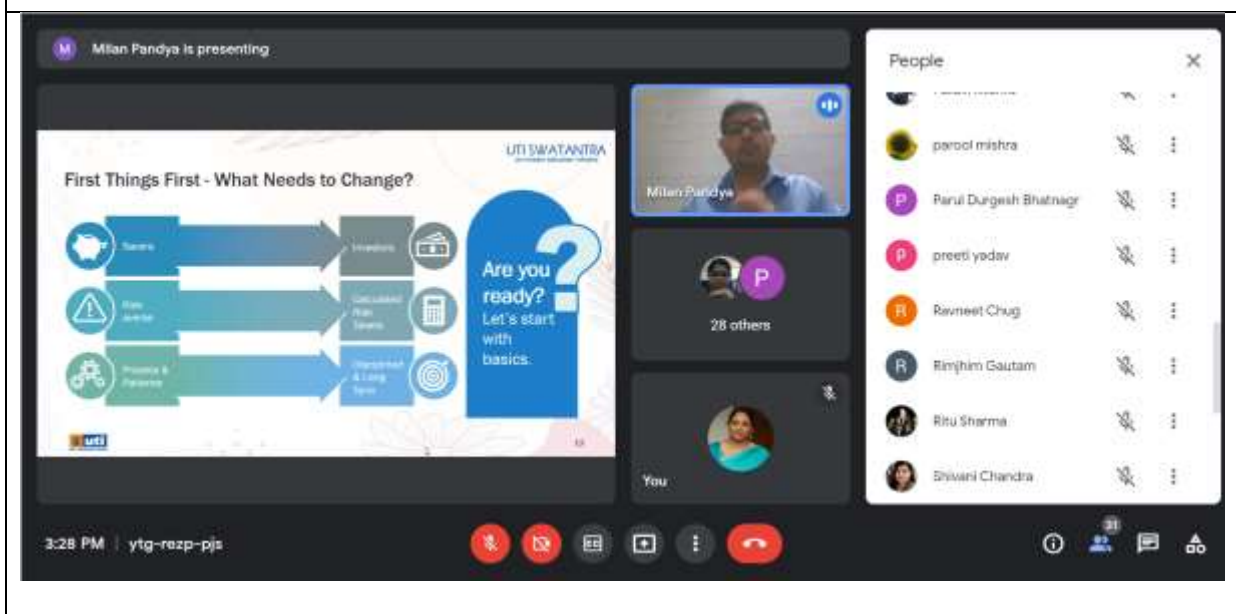 M Milan Pandya is presenting
UTI SWATANTRA
First Things First - What Needs to Change?
Savers
Investors
Risk
Averse
Calculated
Risk
Takers
Process &
Patience
Disciplined
& Long
Term
Are you
ready?
Let's start
with
basics.
?
uti
Milan Pandya
P
28 others
You
People
parool mishra
P Parul Durgesh Bhatnagr
P preeti yadav
R Ravneet Chug
R Rimjhim Gautam
Ritu Sharma
Shivani Chandra
3:28 PM | ytg-rezp-pjs
31